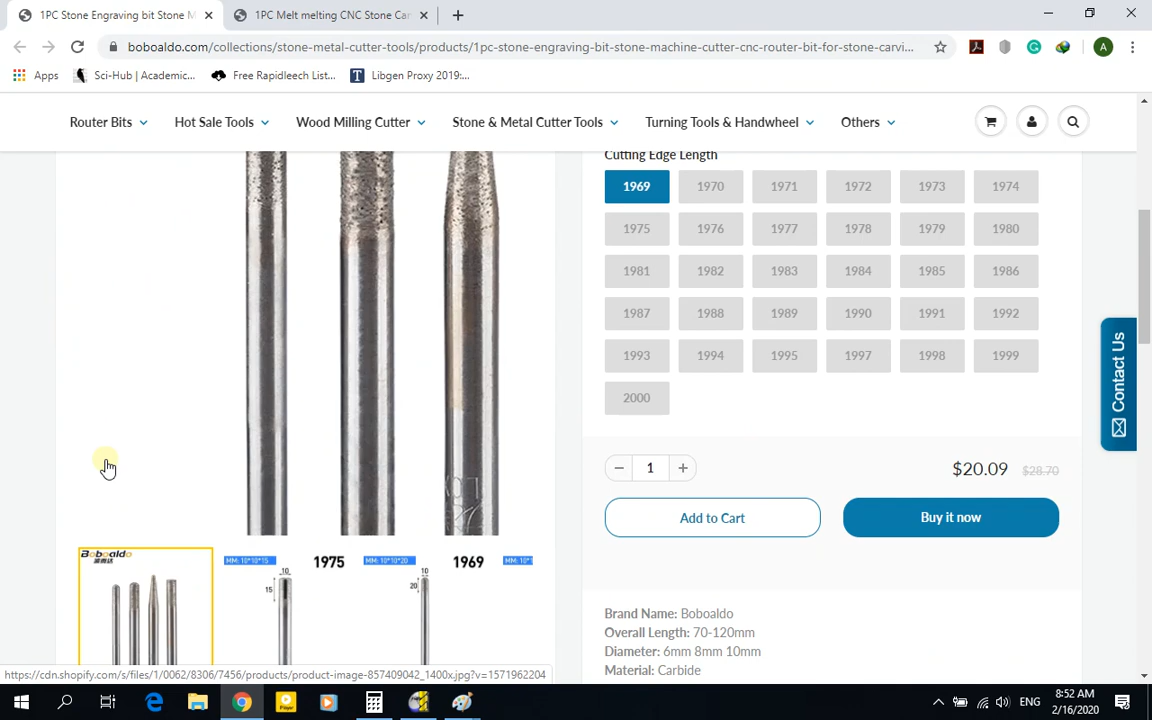 1PC Stone Engraving bit Stone M
1PC Melt melting CNC Stone Car
boboaldo.com/collections/stone-metal-cutter-tools/products/1pc-stone-engraving-bit-stone-machine-cutter-cnc-router-bit-for-stone-carvi...
A
Apps
Sci-Hub | Academic...
Free Rapidleech List...
Libgen Proxy 2019:...
Router Bits
Hot Sale Tools
Wood Milling Cutter
Stone & Metal Cutter Tools
Turning Tools & Handwheel
Others
Cutting Edge Length
1969 1970 1971 1972 1973 1974
1975 1976 1977 1978 1979 1980
1981 1982 1983 1984 1985 1986
1987 1988 1989 1990 1991 1992
1993 1994 1995 1997 1998 1999
2000
Contact Us
− 1 +
$20.09 $28.70
Add to Cart
Buy it now
Boboaldo
MM: 10*10*15 1975 MM: 10*10*20 1969 MM: 10*1
10
15
10
20
Brand Name: Boboaldo
Overall Length: 70-120mm
Diameter: 6mm 8mm 10mm
Material: Carbide
https://cdn.shopify.com/s/files/1/0062/8306/7456/products/product-image-857409042_1400x.jpg?v=1571962204
ENG
8:52 AM
2/16/2020